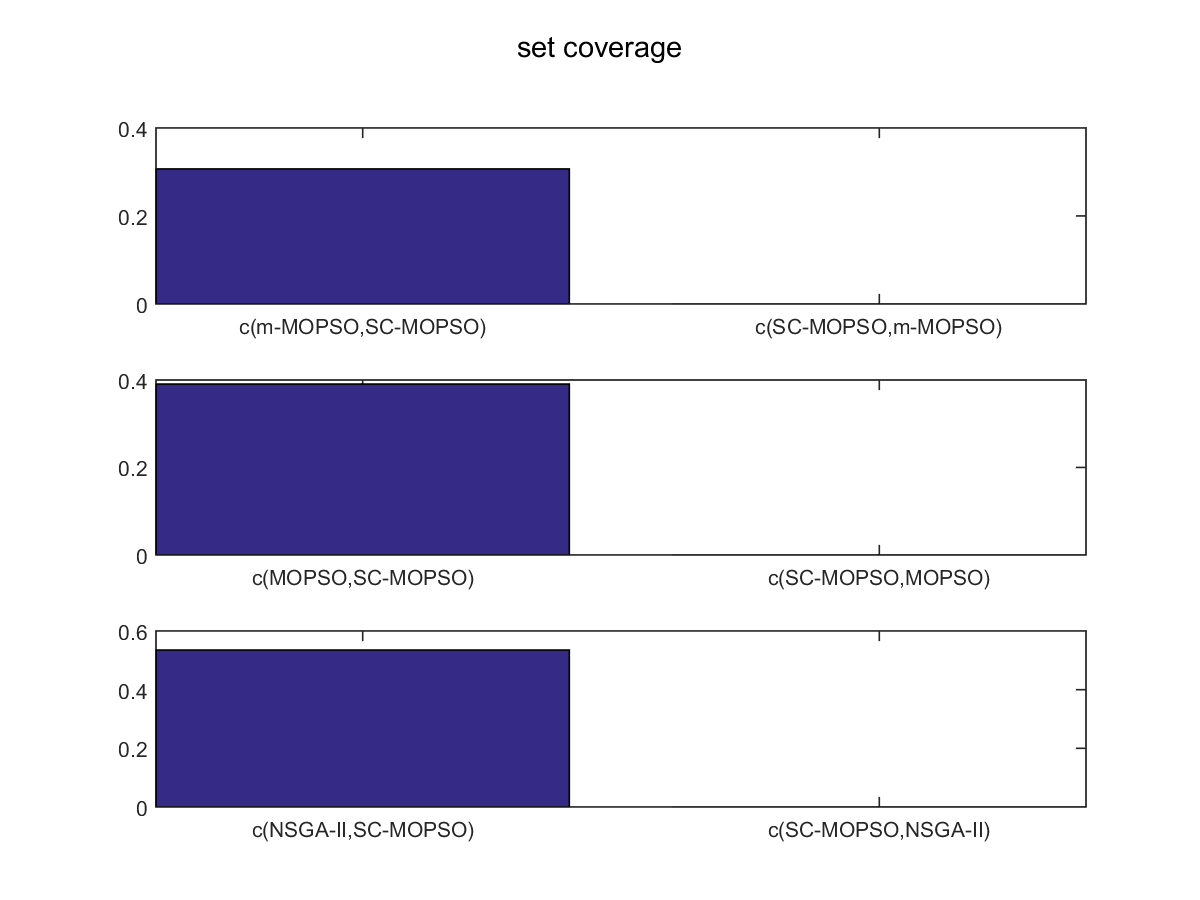 set coverage
0.4
0.2
0
c(m-MOPSO,SC-MOPSO) c(SC-MOPSO,m-MOPSO)
0.4
0.2
0
c(MOPSO,SC-MOPSO) c(SC-MOPSO,MOPSO)
0.6
0.4
0.2
0
c(NSGA-II,SC-MOPSO) c(SC-MOPSO,NSGA-II)